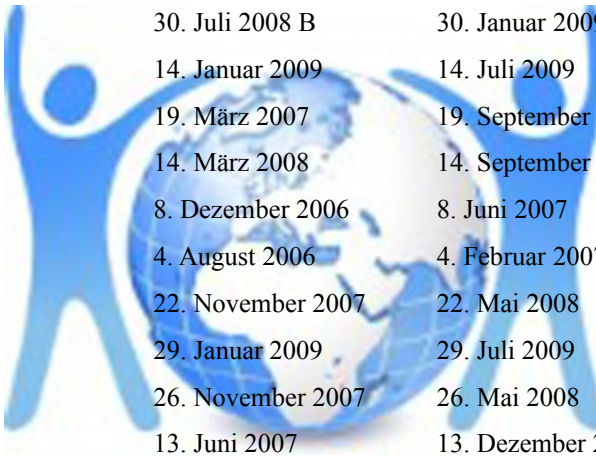 30. Juli 2008 B 30. Januar 2009
14. Januar 2009 14. Juli 2009
19. März 2007 19. September
14. März 2008 14. September
8. Dezember 2006 8. Juni 2007
4. August 2006 4. Februar 2007
22. November 2007 22. Mai 2008
29. Januar 2009 29. Juli 2009
26. November 2007 26. Mai 2008
13. Juni 2007 13. Dezember